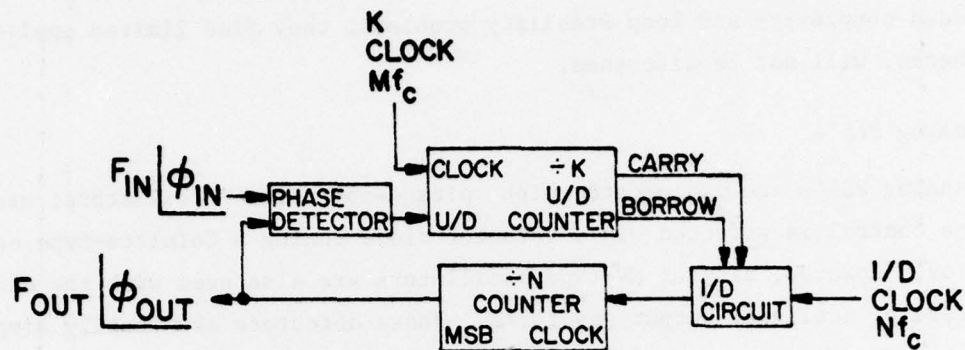 K
CLOCK
Mfc
FIN ϕIN
PHASE
DETECTOR
CLOCK ÷K
U/D
U/D COUNTER
CARRY
BORROW
FOUT ϕOUT
÷N
COUNTER
MSB CLOCK
I/D
CIRCUIT
I/D
CLOCK
Nfc